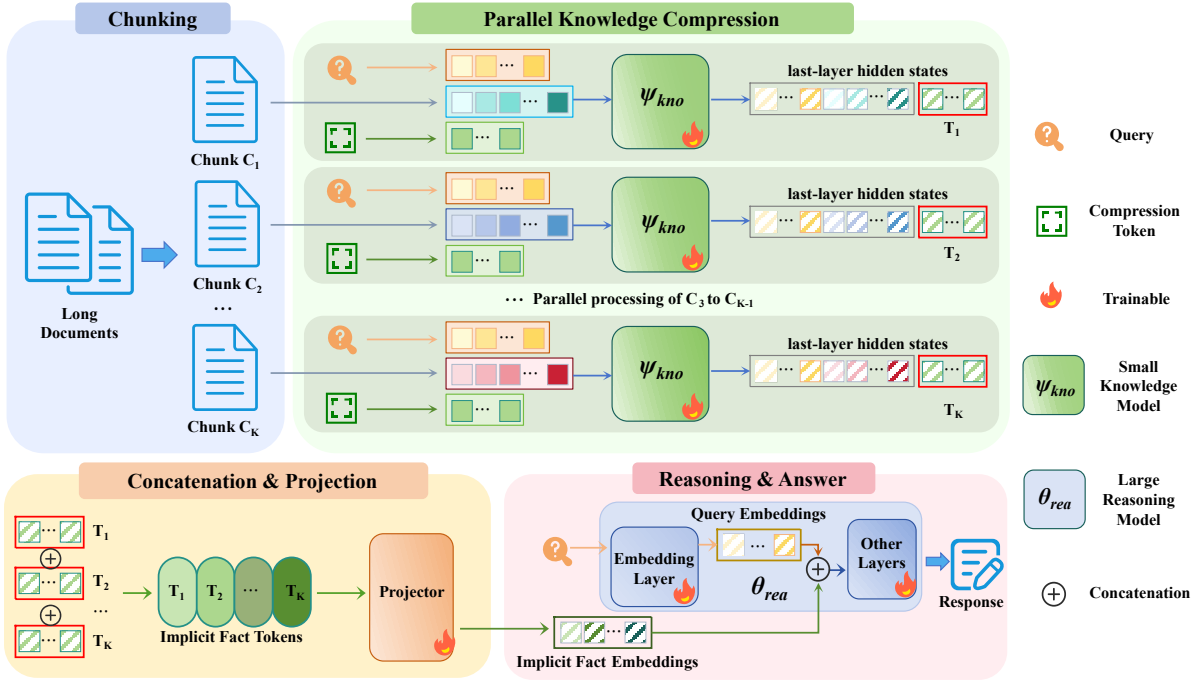 Chunking
Chunk C1
Chunk C2
...
Chunk CK
Long
Documents
Parallel Knowledge Compression
...
...
...
ψkno
last-layer hidden states
... ... ...
T1
...
...
...
ψkno
last-layer hidden states
... ... ...
T2
... Parallel processing of C3 to CK-1
...
...
...
ψkno
last-layer hidden states
... ... ...
TK
Query
Compression
Token
Trainable
ψkno
Small
Knowledge
Model
θrea
Large
Reasoning
Model
+
Concatenation
Concatenation & Projection
... T1
+
... T2
+ ...
... TK
T1 T2 ... TK
Implicit Fact Tokens
Projector
Reasoning & Answer
Query Embeddings
Embedding
Layer
...
θrea
+
Other
Layers
Response
...
Implicit Fact Embeddings